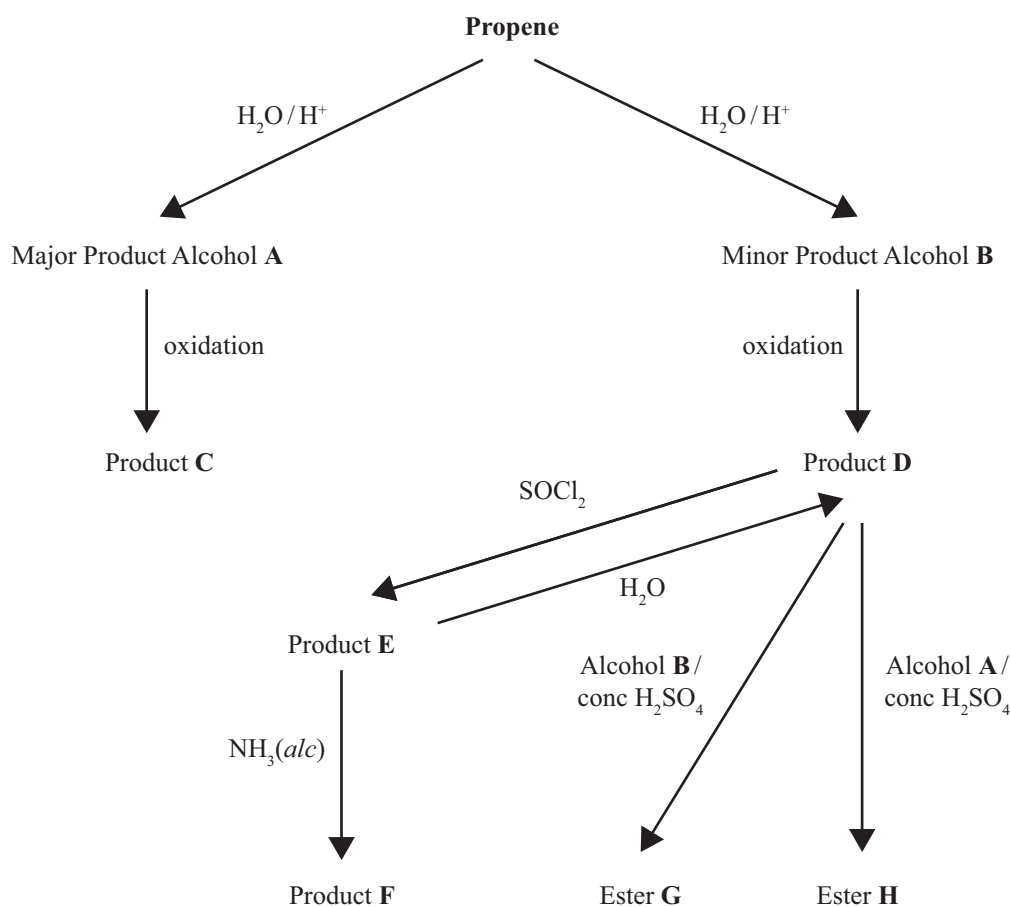 Propene
H₂O / H⁺
H₂O / H⁺
Major Product Alcohol A
Minor Product Alcohol B
oxidation
oxidation
Product C
Product D
SOCl₂
H₂O
Product E
Alcohol B /
conc H₂SO₄
Alcohol A /
conc H₂SO₄
NH₃(alc)
Product F
Ester G
Ester H